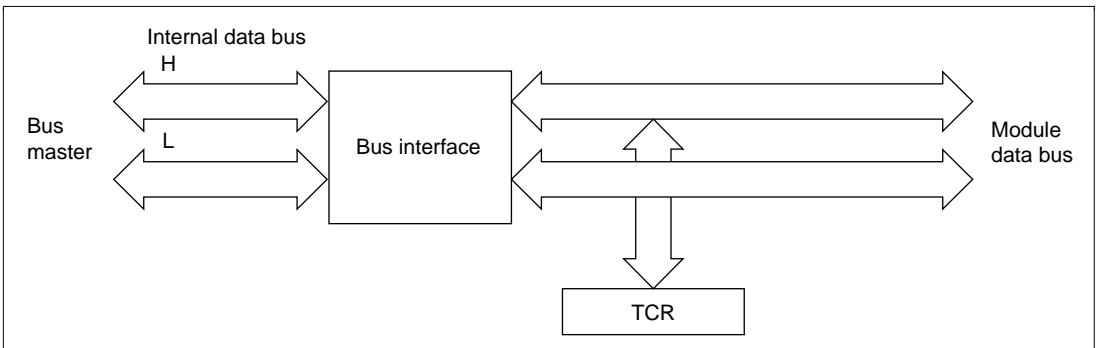 Internal data bus
H
Bus
master
L
Bus interface
Module
data bus
TCR